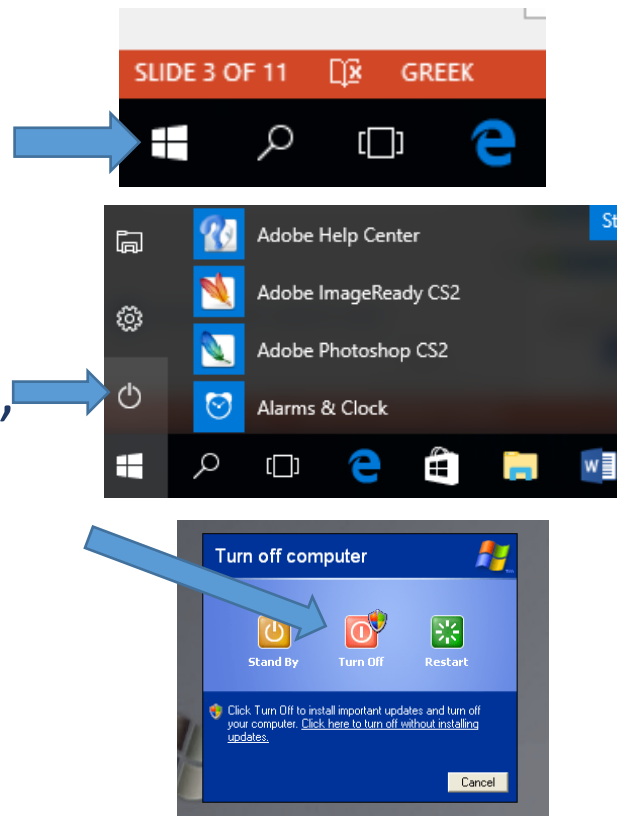 SLIDE 3 OF 11 GREEK
Adobe Help Center
St
Adobe ImageReady CS2
Adobe Photoshop CS2
,
Alarms & Clock
W
Turn off computer
Stand By Turn Off Restart
Click Turn Off to install important updates and turn off
your computer. Click here to turn off without installing
updates.
Cancel